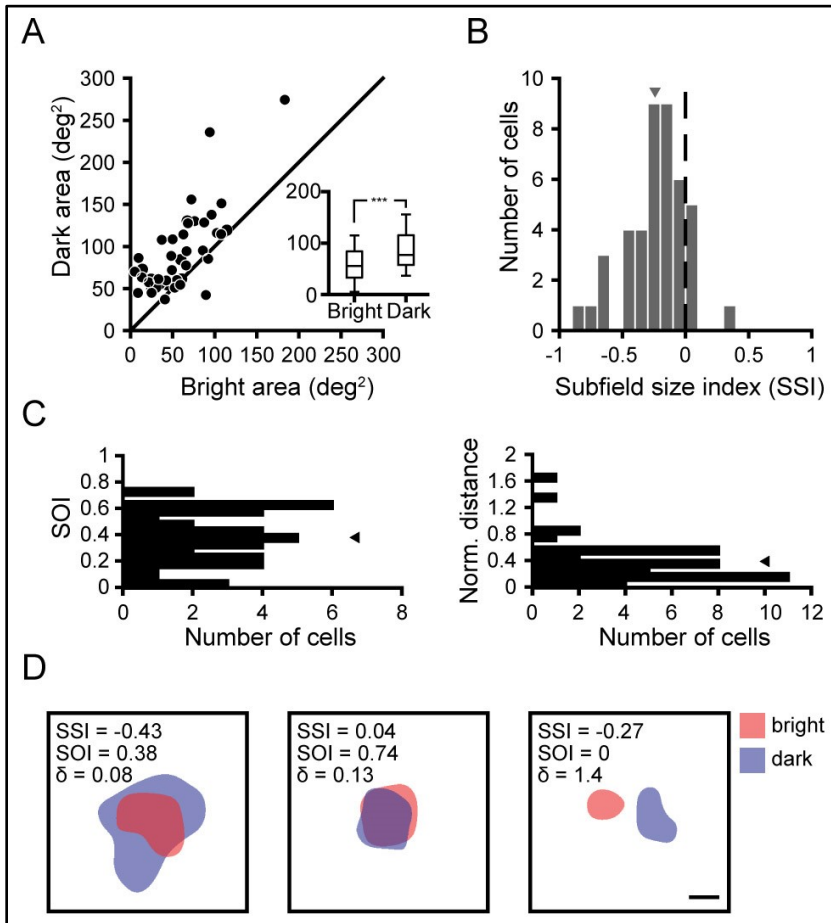 A
B
300
250
200
150
100
50
0
Dark area (deg²)
0 50 100 150 200 250 300
Bright area (deg²)
200
100
0
***
Bright Dark
10
8
6
4
2
0
Number of cells
-1 -0.5 0 0.5 1
Subfield size index (SSI)
C
1
0.8
0.6
0.4
0.2
0
SOI
0 2 4 6 8
Number of cells
2
1.6
1.2
0.8
0.4
0
Norm. distance
0 2 4 6 8 10 12
Number of cells
D
SSI = -0.43
SOI = 0.38
δ = 0.08
SSI = 0.04
SOI = 0.74
δ = 0.13
SSI = -0.27
SOI = 0
δ = 1.4
bright
dark